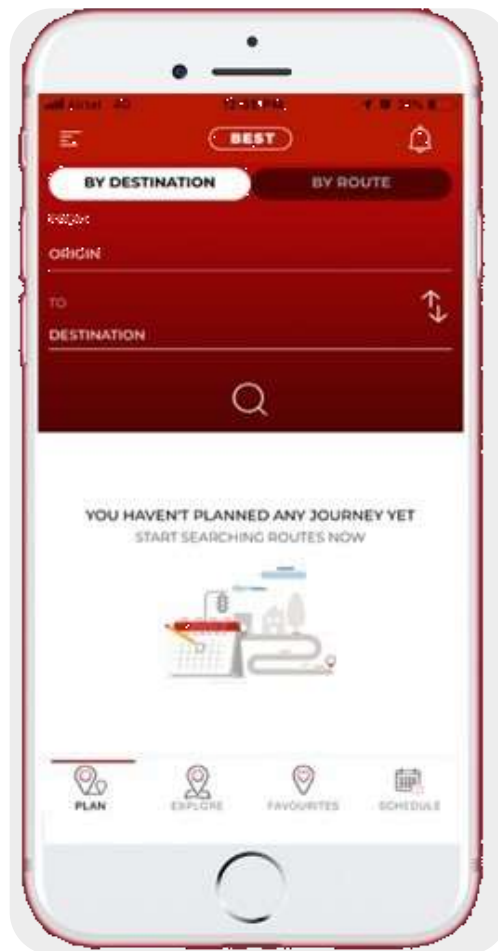 BEST
BY DESTINATION
BY ROUTE
ORIGIN
TO
DESTINATION
YOU HAVEN'T PLANNED ANY JOURNEY YET
START SEARCHING ROUTES NOW
PLAN
EXPLORE
FAVOURITES
SCHEDULE